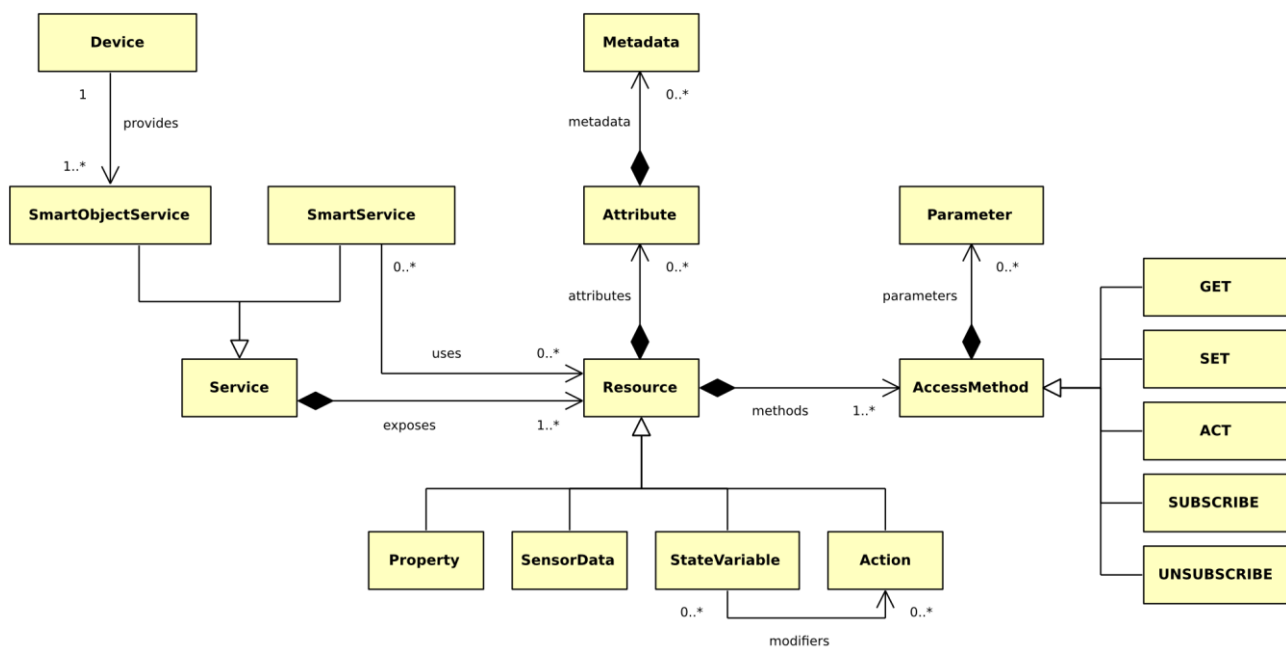 Device
Metadata
1
0..*
provides
metadata
1..*
SmartObjectService
SmartService
Attribute
Parameter
0..*
0..*
0..*
GET
attributes
parameters
uses
0..*
SET
Service
Resource
AccessMethod
exposes
1..*
methods
1..*
ACT
SUBSCRIBE
Property
SensorData
StateVariable
Action
UNSUBSCRIBE
0..*
0..*
modifiers